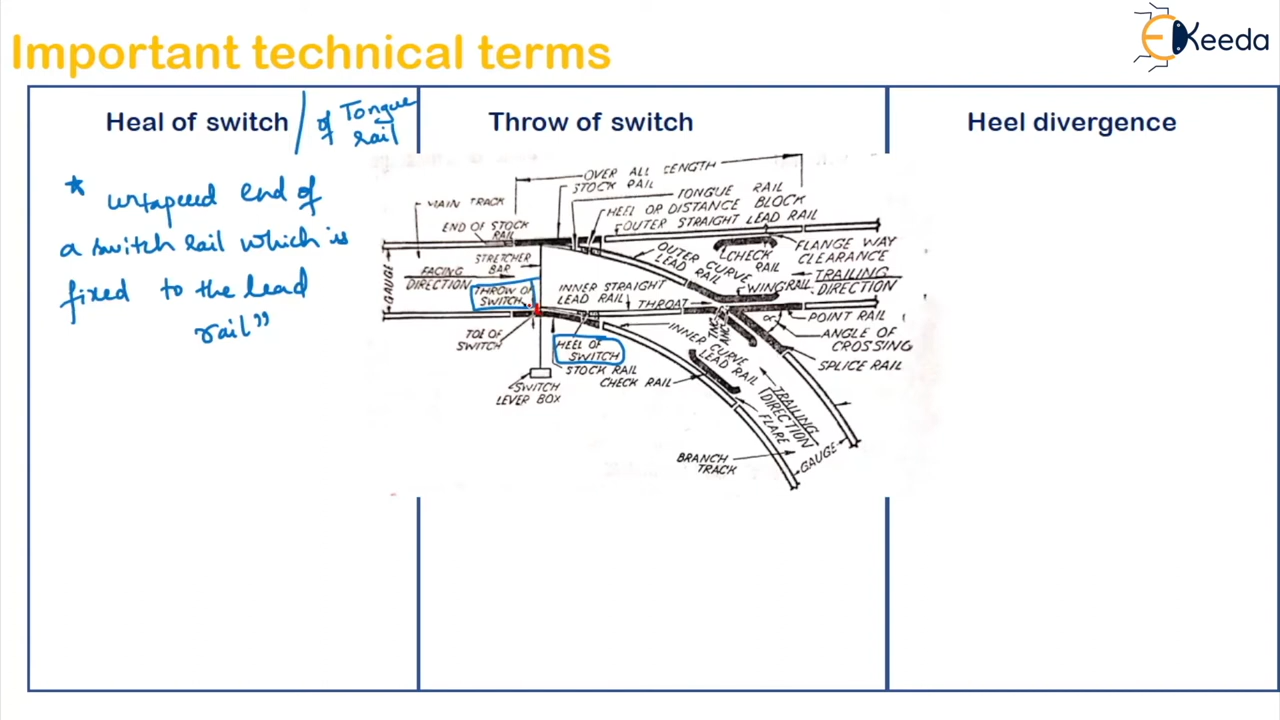 Important technical terms
EKeeda
Heal of switch / of Tongue rail
Throw of switch
Heel divergence
* untapeed end of
a switch rail which is
fixed to the lead
rail”
OVER ALL LENGTH
STOCK RAIL
TONGUE RAIL
MAIN TRACK
HEEL OR DISTANCE BLOCK
END OF STOCK
RAIL
OUTER STRAIGHT LEAD RAIL
STRETCHER
BAR
OUTER CURVE
LEAD RAIL
CHECK
RAIL
FLANGE WAY
CLEARANCE
GAUGE
FACING
DIRECTION
TRAILING
DIRECTION
THROW OF
SWITCH
INNER STRAIGHT
LEAD RAIL
THROAT
WING RAIL
POINT RAIL
TOE OF
SWITCH
HEEL OF
SWITCH
INNER CURVE
LEAD RAIL
TNC
ANC
α
ANGLE OF
CROSSING
SPLICE RAIL
STOCK RAIL
CHECK RAIL
SWITCH
LEVER BOX
TRAILING
DIRECTION
FLARE
BRANCH
TRACK
GAUGE